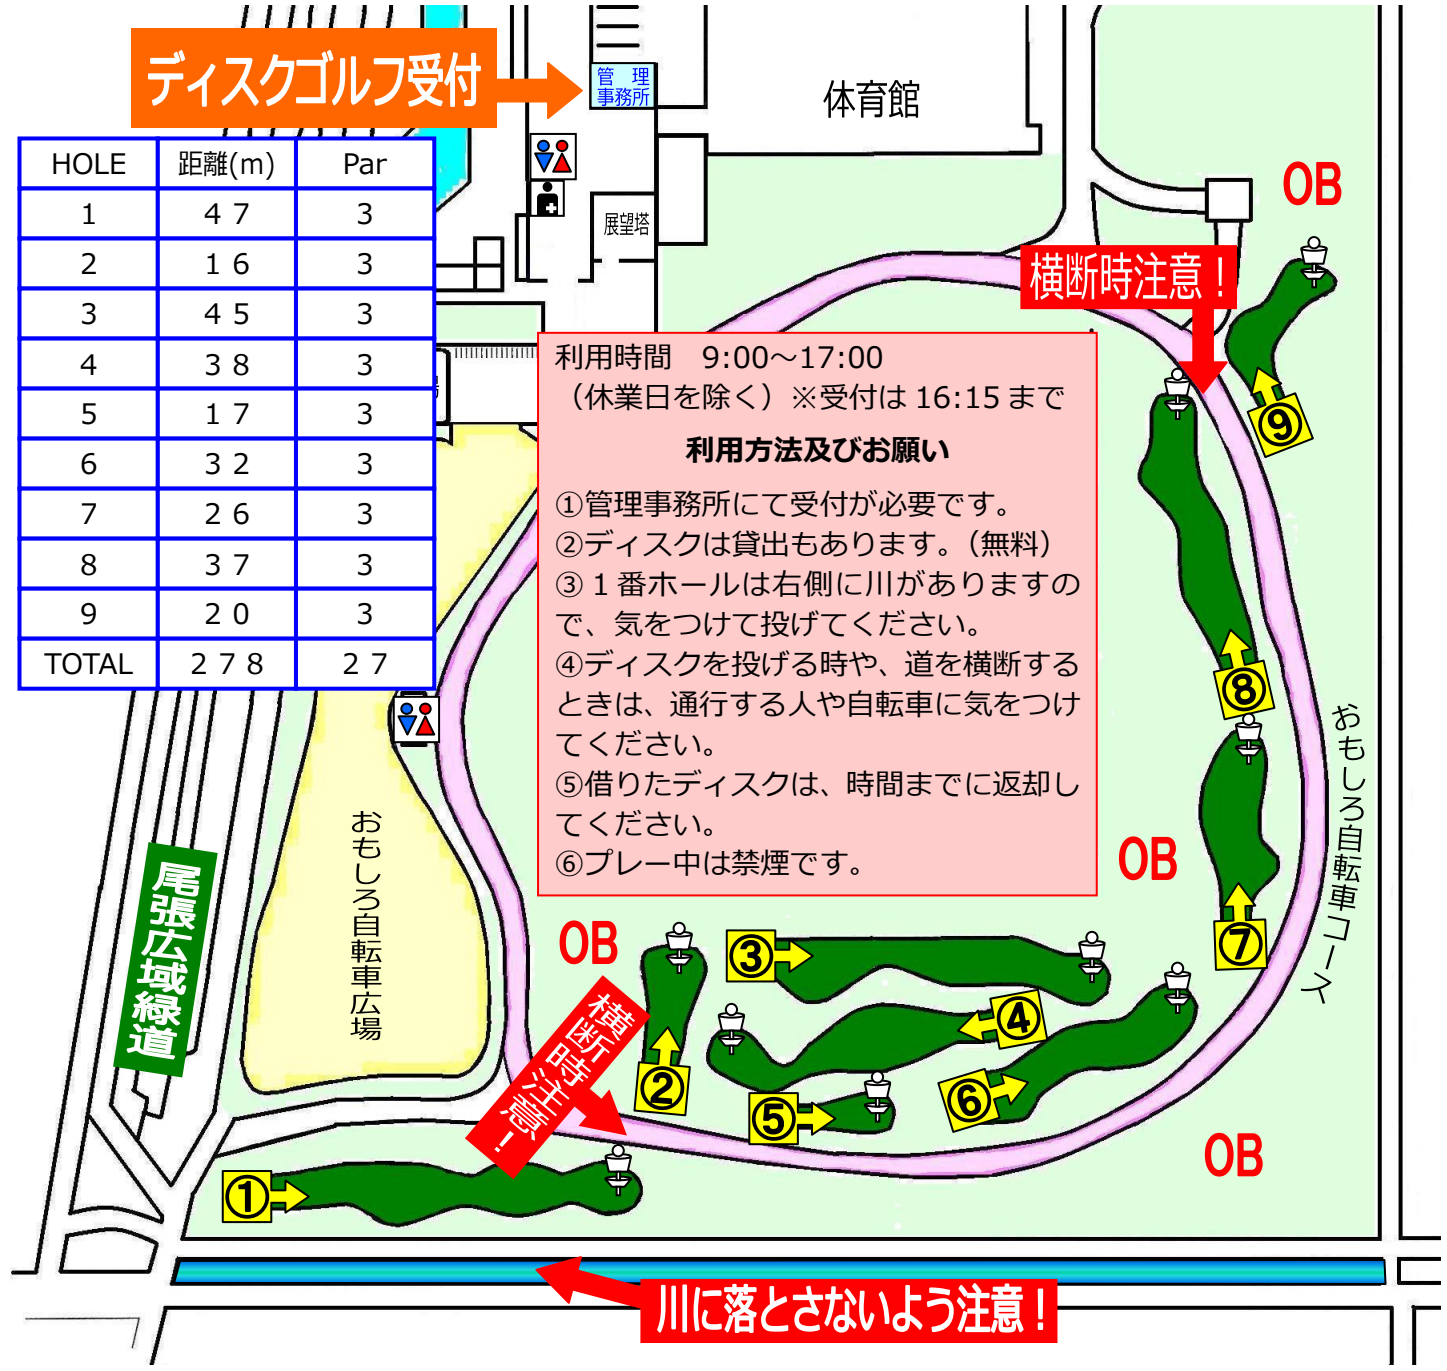 ディスクゴルフ受付
管 理
事務所
体育館
展望塔
HOLE 距離(m) Par
1 47 3
2 16 3
3 45 3
4 38 3
5 17 3
6 32 3
7 26 3
8 37 3
9 20 3
TOTAL 278 27
OB
横断時注意！
利用時間 9:00～17:00
（休業日を除く）※受付は 16:15 まで
利用方法及びお願い
①管理事務所にて受付が必要です。
②ディスクは貸出もあります。（無料）
③１番ホールは右側に川がありますの
で、気をつけて投げてください。
④ディスクを投げる時や、道を横断する
ときは、通行する人や自転車に気をつけ
てください。
⑤借りたディスクは、時間までに返却し
てください。
⑥プレー中は禁煙です。
⑨
⑧
おもしろ自転車コース
おもしろ自転車広場
尾張広域緑道
OB
⑦
OB
③
④
横断時注意！
②
⑤
⑥
OB
①
川に落とさないよう注意！